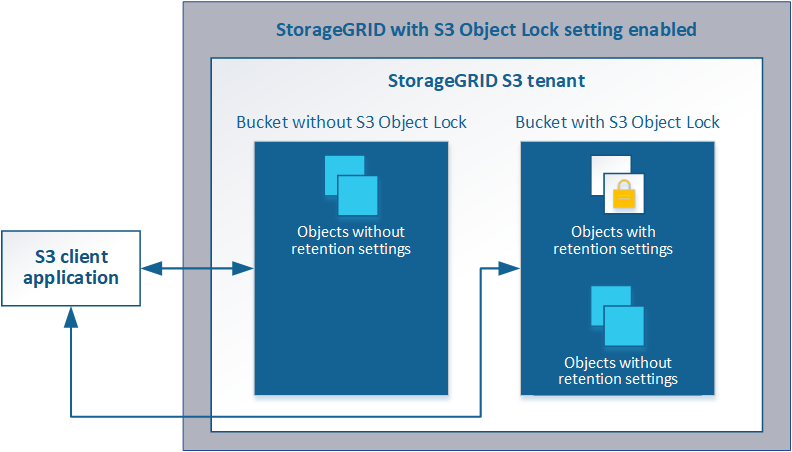 StorageGRID with S3 Object Lock setting enabled
StorageGRID S3 tenant
Bucket without S3 Object Lock
Bucket with S3 Object Lock
Objects without
retention settings
Objects with
retention settings
S3 client
application
Objects without
retention settings